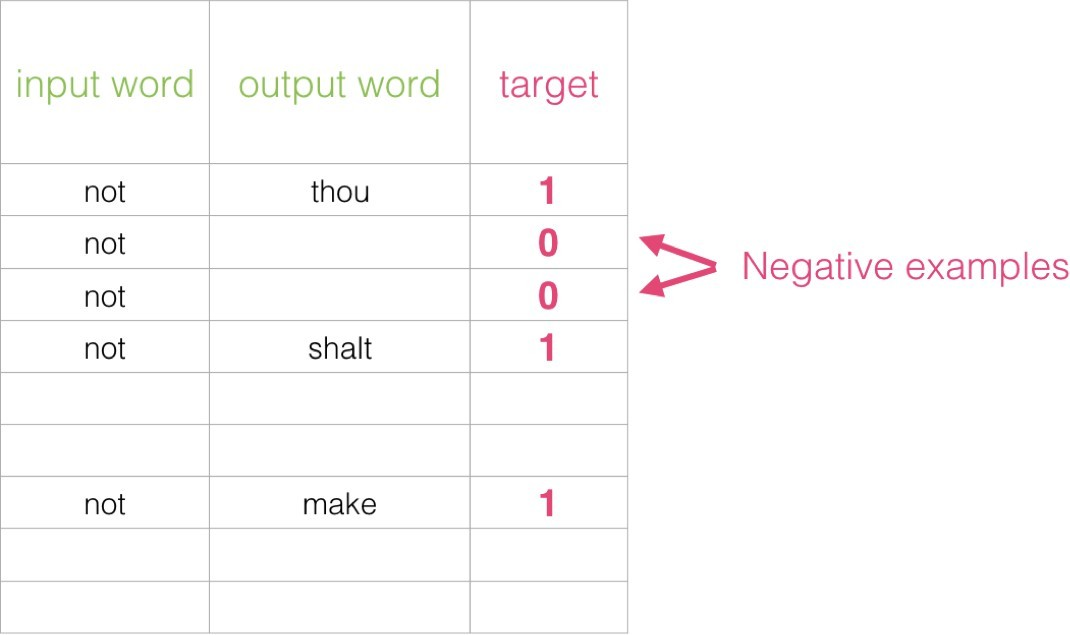 input word output word target
not thou 1
not 0
Negative examples
not 0
not shalt 1
not make 1